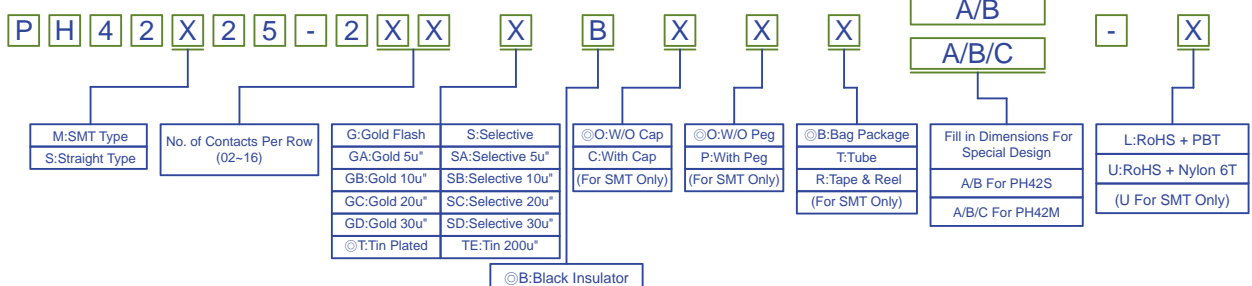 A/B
P H 4 2 X 2 5 - 2 X X X B X X X A/B/C - X
M:SMT Type
S:Straight Type
No. of Contacts Per Row
(02~16)
G:Gold Flash S:Selective
GA:Gold 5u" SA:Selective 5u"
GB:Gold 10u" SB:Selective 10u"
GC:Gold 20u" SC:Selective 20u"
GD:Gold 30u" SD:Selective 30u"
◎T:Tin Plated TE:Tin 200u"
◎B:Black Insulator
◎O:W/O Cap
C:With Cap
(For SMT Only)
◎O:W/O Peg
P:With Peg
(For SMT Only)
◎B:Bag Package
T:Tube
R:Tape & Reel
(For SMT Only)
Fill in Dimensions For
Special Design
A/B For PH42S
A/B/C For PH42M
L:RoHS + PBT
U:RoHS + Nylon 6T
(U For SMT Only)